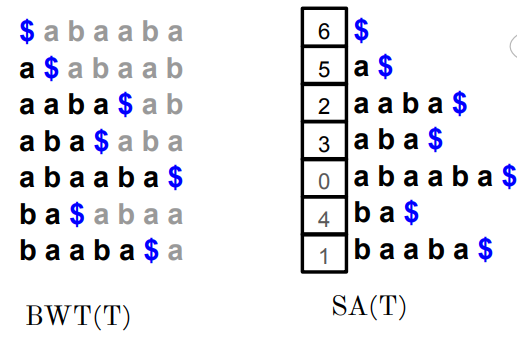 $ a b a a b a 6 $
a $ a b a a b 5 a $
a a b a $ a b 2 a a b a $
a b a $ a b a 3 a b a $
a b a a b a $ 0 a b a a b a $
b a $ a b a a 4 b a $
b a a b a $ a 1 b a a b a $
BWT(T) SA(T)